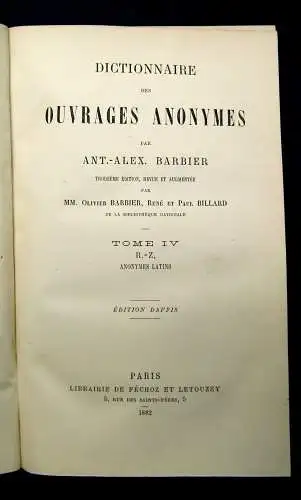 DICTIONNAIRE
DES
OUVRAGES ANONYMES
PAR
ANT.-ALEX. BARBIER
TROISIÈME ÉDITION, REVUE ET AUGMENTÉE
PAR
MM. OLIVIER BARBIER, RENÉ ET PAUL BILLARD
DE LA BIBLIOTHÈQUE NATIONALE
TOME IV
R.-Z.
ANONYMES LATINS
ÉDITION DAFFIS
PARIS
LIBRAIRIE DE FÉCHOZ ET LETOUZEY
5, RUE DES SAINTS-PÈRES, 5
1882